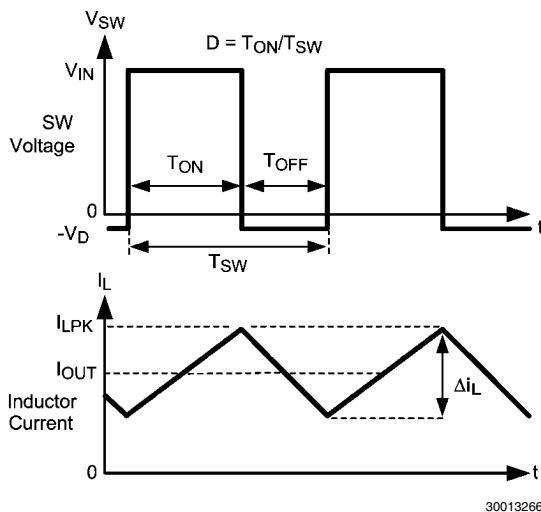 VSW
D = TON/TSW
VIN
SW
Voltage
TON
TOFF
0
-VD
t
TSW
IL
ILPK
IOUT
ΔiL
Inductor
Current
0
t
30013266